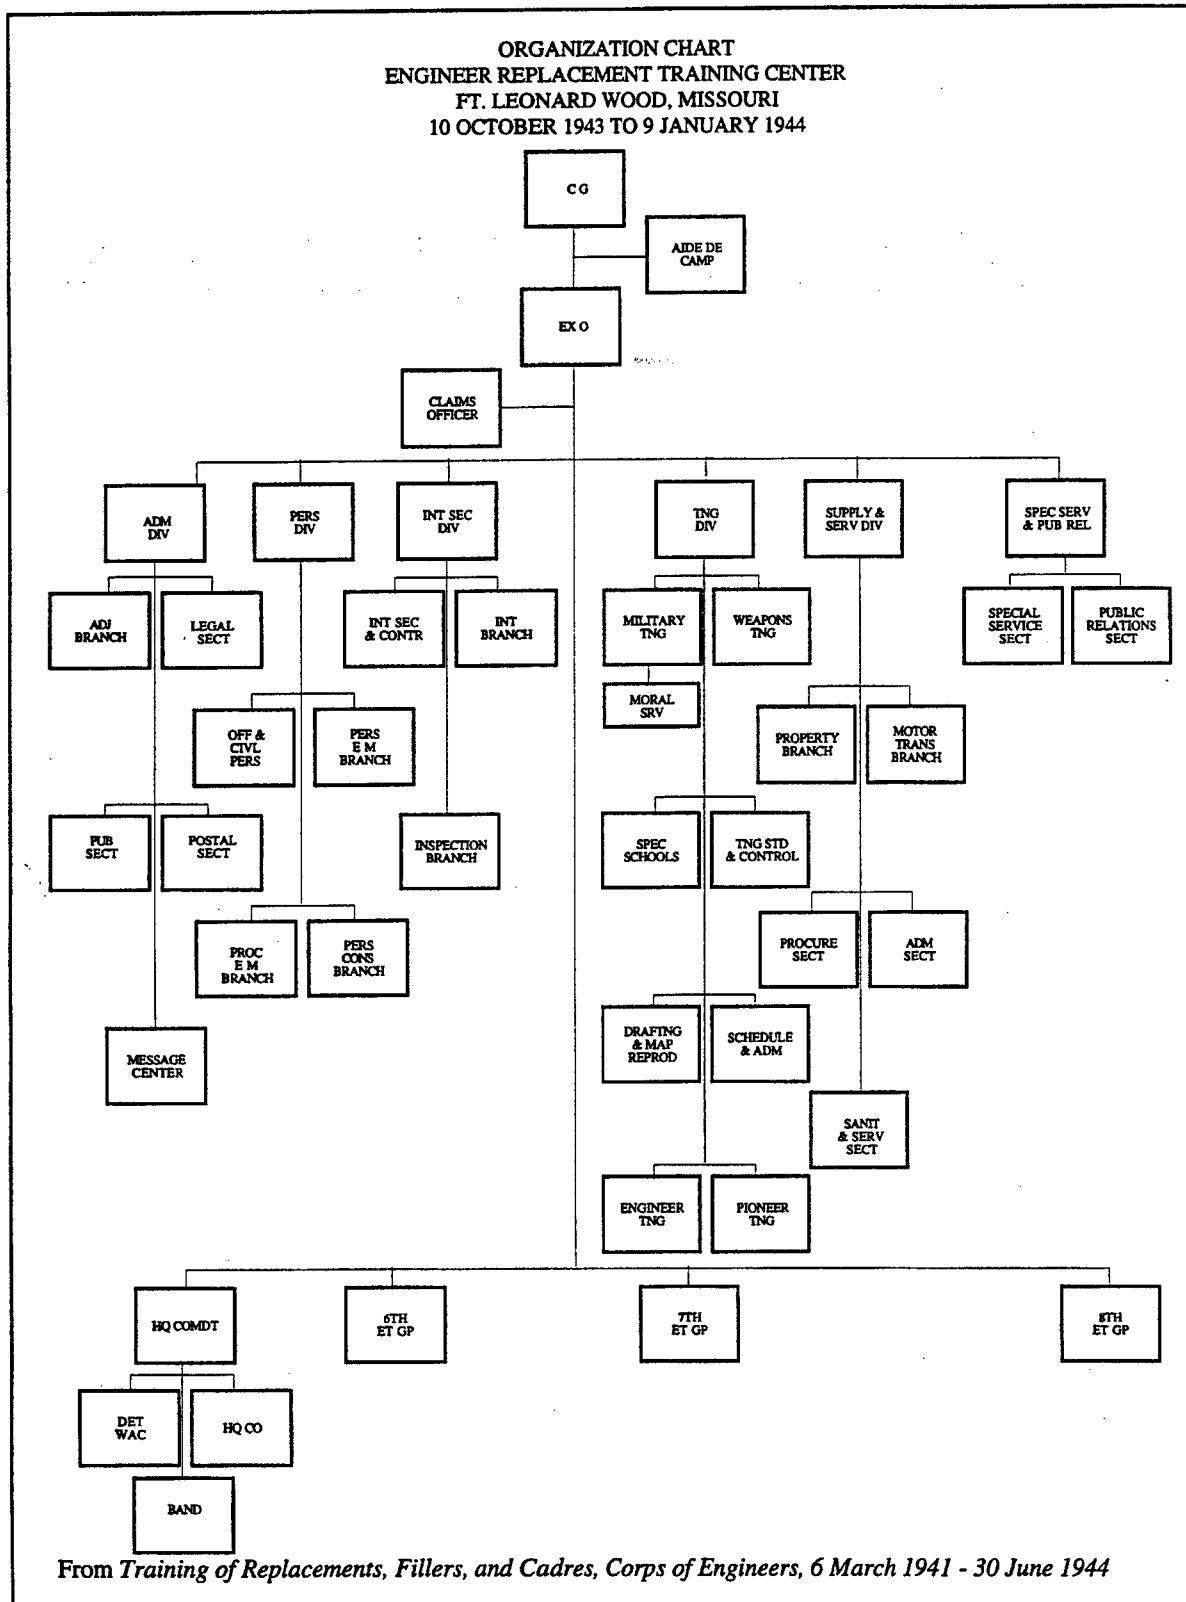 ORGANIZATION CHART
ENGINEER REPLACEMENT TRAINING CENTER
FT. LEONARD WOOD, MISSOURI
10 OCTOBER 1943 TO 9 JANUARY 1944
C G
AIDE DE
CAMP
EX O
CLAIMS
OFFICER
ADM
DIV
PERS
DIV
INT SEC
DIV
TNG
DIV
SUPPLY &
SERV DIV
SPEC SERV
& PUB REL
ADJ
BRANCH
LEGAL
SECT
INT SEC
& CONTR
INT
BRANCH
MILITARY
TNG
WEAPONS
TNG
SPECIAL
SERVICE
SECT
PUBLIC
RELATIONS
SECT
MORAL
SRV
OFF &
CIVL
PERS
PERS
E M
BRANCH
PROPERTY
BRANCH
MOTOR
TRANS
BRANCH
PUB
SECT
POSTAL
SECT
INSPECTION
BRANCH
SPEC
SCHOOLS
TNG STD
& CONTROL
PROC
E M
BRANCH
PERS
CONS
BRANCH
PROCURE
SECT
ADM
SECT
MESSAGE
CENTER
DRAFTNG
& MAP
REPROD
SCHEDULE
& ADM
SANIT
& SERV
SECT
ENGINEER
TNG
PIONEER
TNG
HQ COMDT
6TH
ET GP
7TH
ET GP
8TH
ET GP
DET
WAC
HQ CO
BAND
From Training of Replacements, Fillers, and Cadres, Corps of Engineers, 6 March 1941 - 30 June 1944